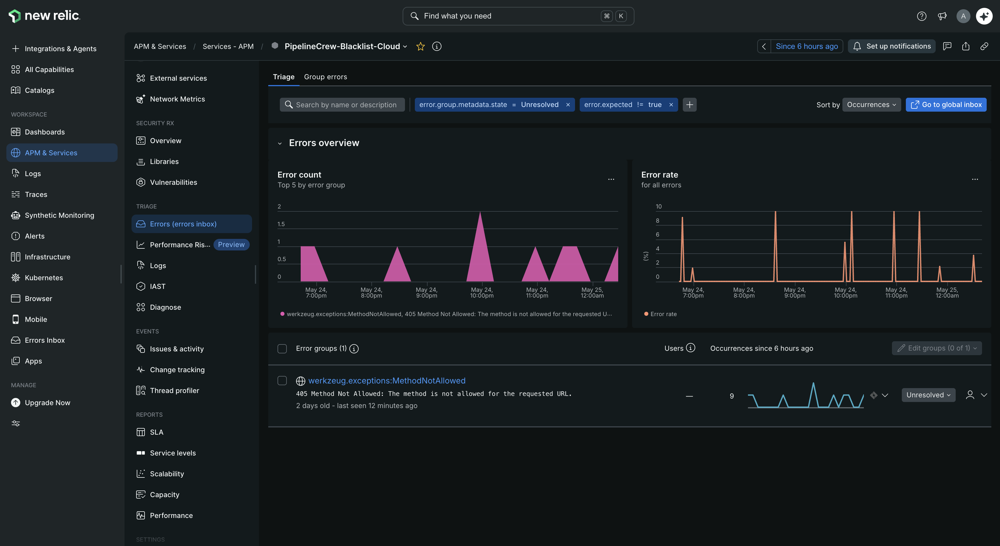 new relic.
Find what you need
⌘ K
A
Integrations & Agents
All Capabilities
Catalogs
WORKSPACE
Dashboards
APM & Services
Logs
Traces
Synthetic Monitoring
Alerts
Infrastructure
Kubernetes
Browser
Mobile
Errors Inbox
Apps
MANAGE
Upgrade Now
APM & Services / Services - APM / PipelineCrew-Blacklist-Cloud
Since 6 hours ago
Set up notifications
External services
Network Metrics
SECURITY RX
Overview
Libraries
Vulnerabilities
TRIAGE
Errors (errors inbox)
Performance Ris... Preview
Logs
IAST
Diagnose
EVENTS
Issues & activity
Change tracking
Thread profiler
REPORTS
SLA
Service levels
Scalability
Capacity
Performance
SETTINGS
Triage Group errors
Search by name or description
error.group.metadata.state = Unresolved ×
error.expected != true ×
Sort by Occurrences
Go to global inbox
Errors overview
Error count
Top 5 by error group
2
1.5
1
0.5
0
May 24, 7:00pm
May 24, 8:00pm
May 24, 9:00pm
May 24, 10:00pm
May 24, 11:00pm
May 25, 12:00am
werkzeug.exceptions:MethodNotAllowed, 405 Method Not Allowed: The method is not allowed for the requested U...
Error rate
for all errors
10
8
6
4
2
0
(%)
May 24, 7:00pm
May 24, 8:00pm
May 24, 9:00pm
May 24, 10:00pm
May 24, 11:00pm
May 25, 12:00am
Error rate
Error groups (1)
Users
Occurrences since 6 hours ago
Edit groups (0 of 1)
werkzeug.exceptions:MethodNotAllowed
405 Method Not Allowed: The method is not allowed for the requested URL.
2 days old - last seen 12 minutes ago
—
9
Unresolved